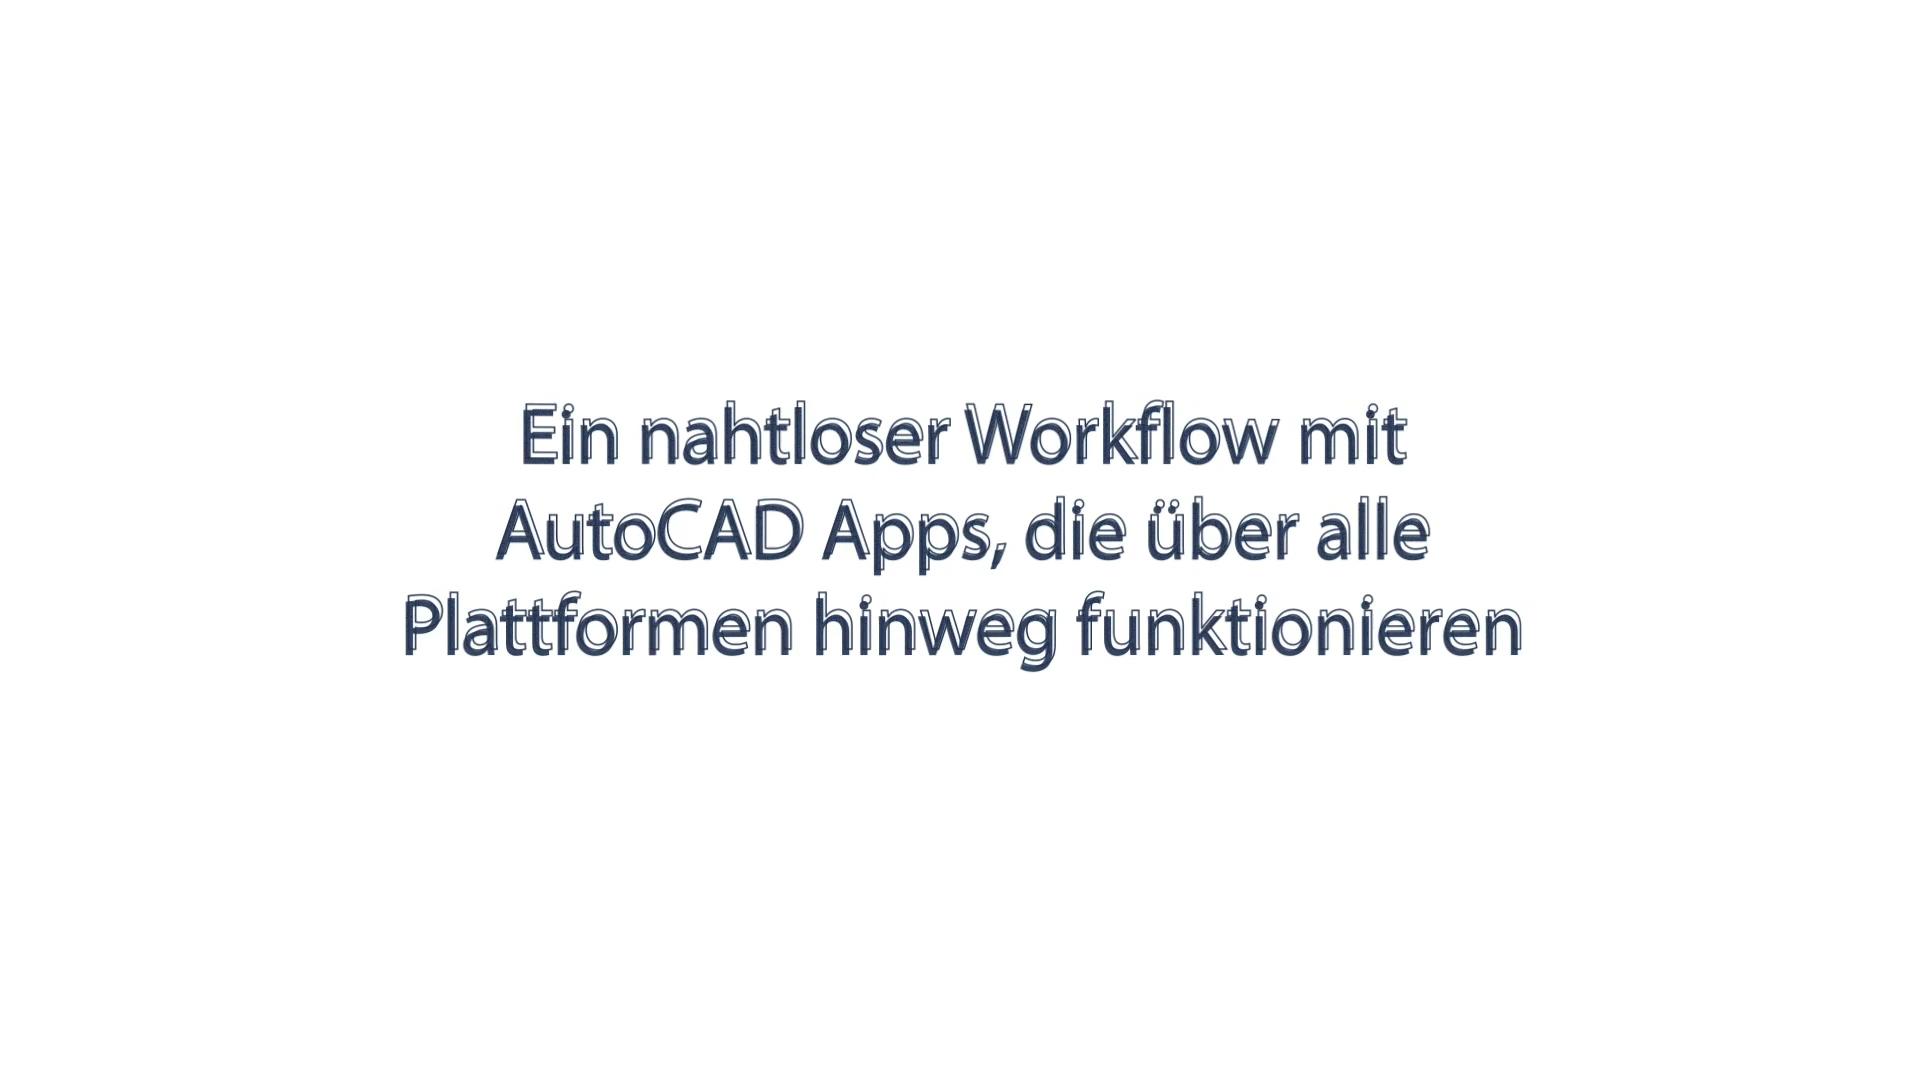 Ein nahtloser Workflow mit
AutoCAD Apps, die über alle
Plattformen hinweg funktionieren